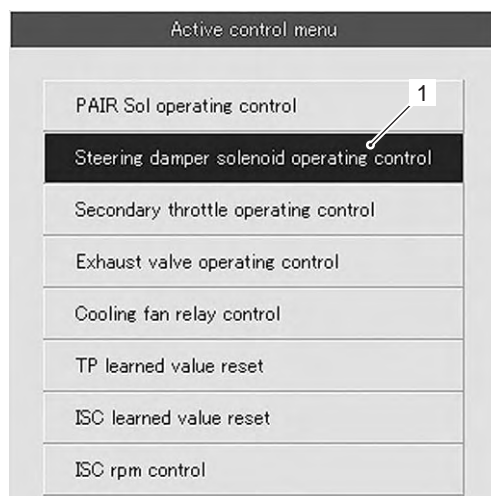 Active control menu
1
PAIR Sol operating control
Steering damper solenoid operating control
Secondary throttle operating control
Exhaust valve operating control
Cooling fan relay control
TP learned value reset
ISC learned value reset
ISC rpm control